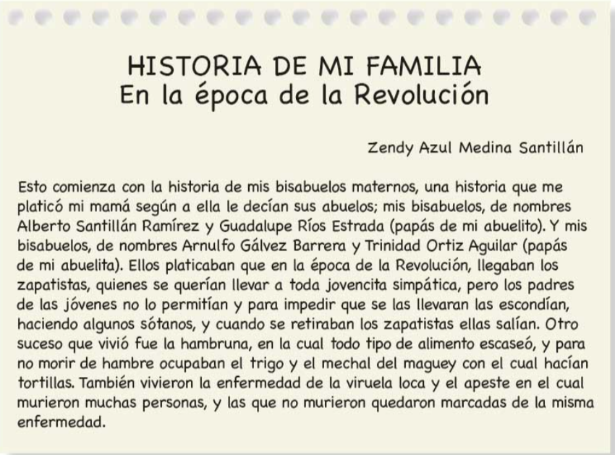 HISTORIA DE MI FAMILIA
En la época de la Revolución
Zendy Azul Medina Santillán
Esto comienza con la historia de mis bisabuelos maternos, una historia que me
platicó mi mamá según a ella le decían sus abuelos; mis bisabuelos, de nombres
Alberto Santillán Ramírez y Guadalupe Ríos Estrada (papás de mi abuelito). Y mis
bisabuelos, de nombres Arnulfo Gálvez Barrera y Trinidad Ortiz Aguilar (papás
de mi abuelita). Ellos platicaban que en la época de la Revolución, llegaban los
zapatistas, quienes se querían llevar a toda jovencita simpática, pero los padres
de las jóvenes no lo permitían y para impedir que se las llevaran las escondían,
haciendo algunos sótanos, y cuando se retiraban los zapatistas ellas salían. Otro
suceso que vivió fue la hambruna, en la cual todo tipo de alimento escaseó, y para
no morir de hambre ocupaban el trigo y el mechal del maguey con el cual hacían
tortillas. También vivieron la enfermedad de la viruela loca y el apeste en el cual
murieron muchas personas, y las que no murieron quedaron marcadas de la misma
enfermedad.